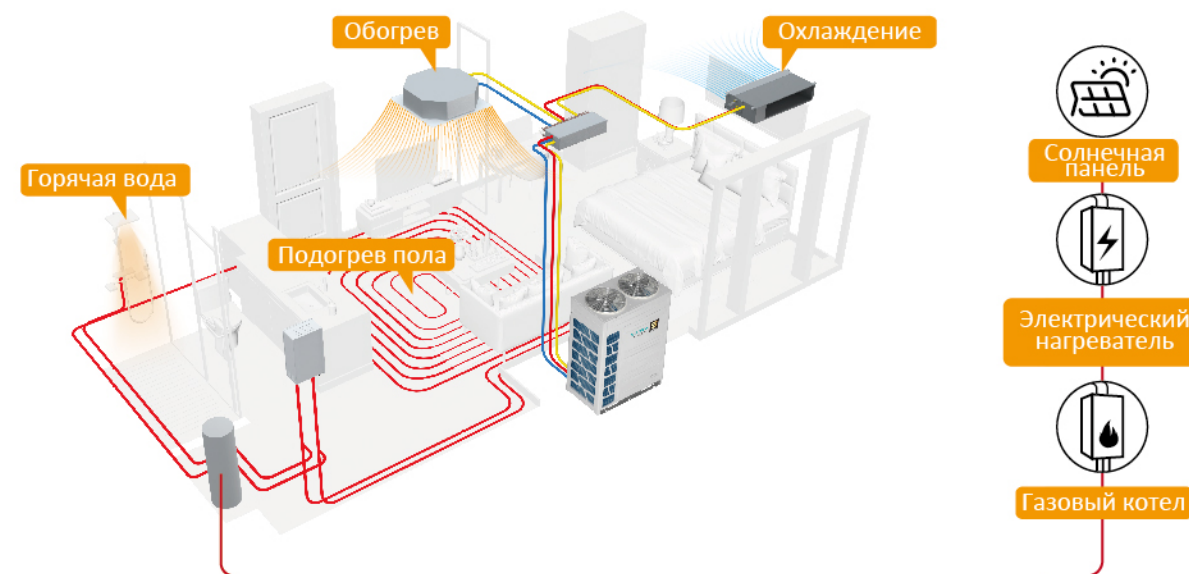 Обогрев
Охлаждение
Горячая вода
Подогрев пола
Солнечная
панель
Электрический
нагреватель
Газовый котел